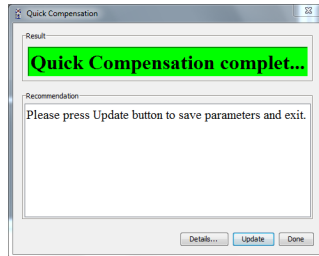 Quick Compensation
Result
Quick Compensation complet...
Recommendation
Please press Update button to save parameters and exit.
Details... Update Done